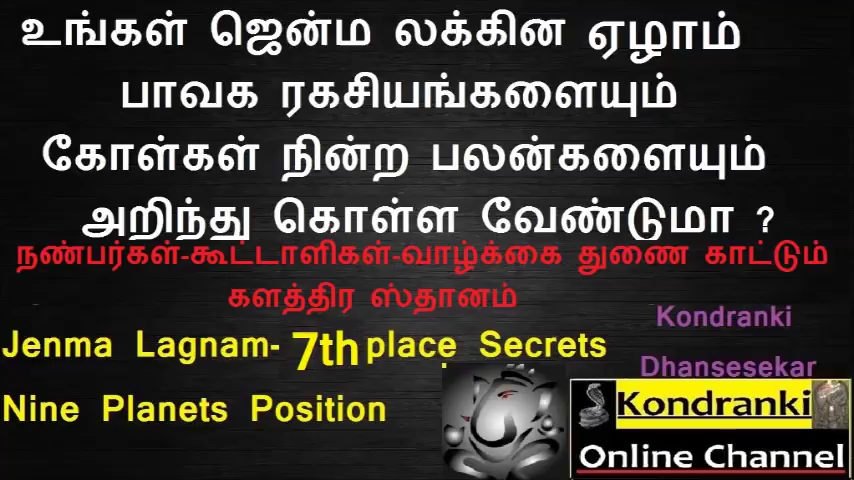 உங்கள் ஜென்ம லக்கின ஏழாம்
பாவக ரகசியங்களையும்
கோள்கள் நின்ற பலன்களையும்
அறிந்து கொள்ள வேண்டுமா ?
நண்பர்கள்-கூட்டாளிகள்-வாழ்க்கை துணை காட்டும்
களத்திர ஸ்தானம்
Kondranki
Dhansesekar
Jenma Lagnam- 7th place Secrets
Nine Planets Position
Kondranki
Online Channel